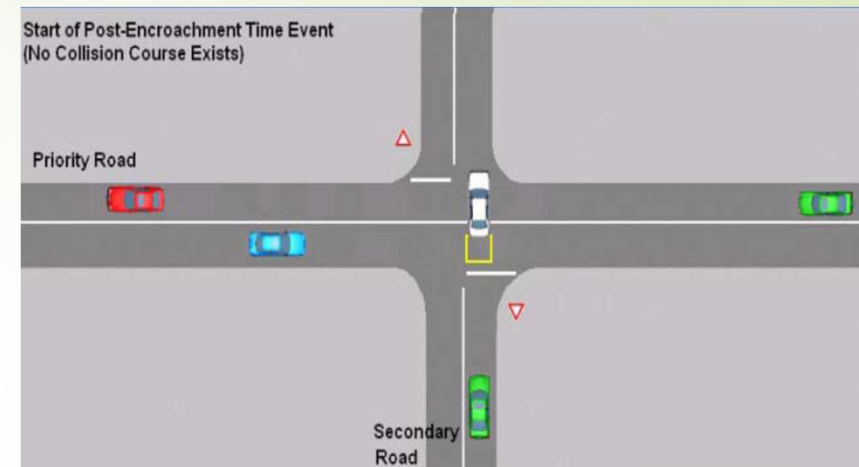 Start of Post-Encroachment Time Event
(No Collision Course Exists)
Priority Road
Secondary
Road